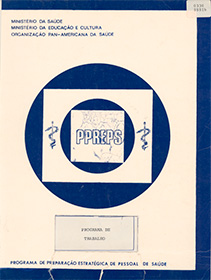 MINISTÉRIO DA SAÚDE
MINISTÉRIO DA EDUCAÇÃO E CULTURA
ORGANIZAÇÃO PAN-AMERICANA DA SAÚDE
PPREPS
PROGRAMA DE
TRABALHO
PROGRAMA DE PREPARAÇÃO ESTRATÉGICA DE PESSOAL DE SAÚDE